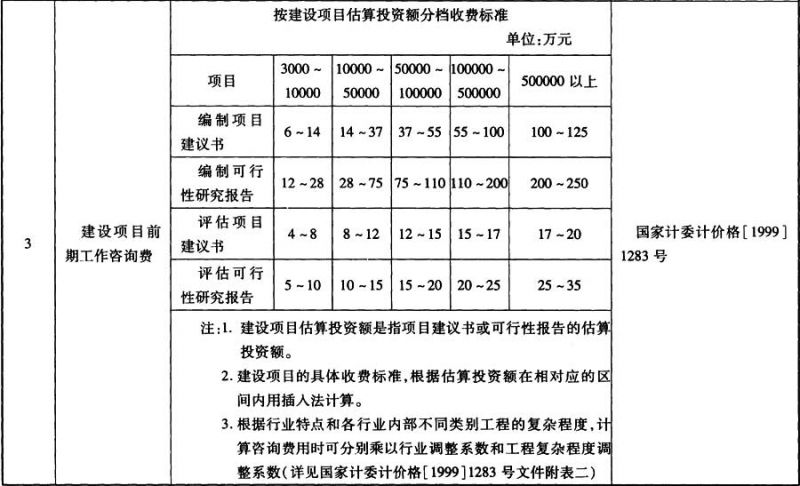 按建设项目估算投资额分档收费标准
单位:万元
项目
3000～
10000
10000～
50000
50000～
100000
100000～
500000
500000 以上
编制项目
建议书
6～14
14～37
37～55
55～100
100～125
编制可行
性研究报告
12～28
28～75
75～110
110～200
200～250
3
建设项目前
期工作咨询费
评估项目
建议书
4～8
8～12
12～15
15～17
17～20
国家计委计价格[1999]
1283 号
评估可行
性研究报告
5～10
10～15
15～20
20～25
25～35
注:1. 建设项目估算投资额是指项目建议书或可行性报告的估算
投资额。
2. 建设项目的具体收费标准,根据估算投资额在相对应的区
间内用插入法计算。
3. 根据行业特点和各行业内部不同类别工程的复杂程度,计
算咨询费用时可分别乘以行业调整系数和工程复杂程度调
整系数(详见国家计委计价格[1999]1283 号文件附表二)